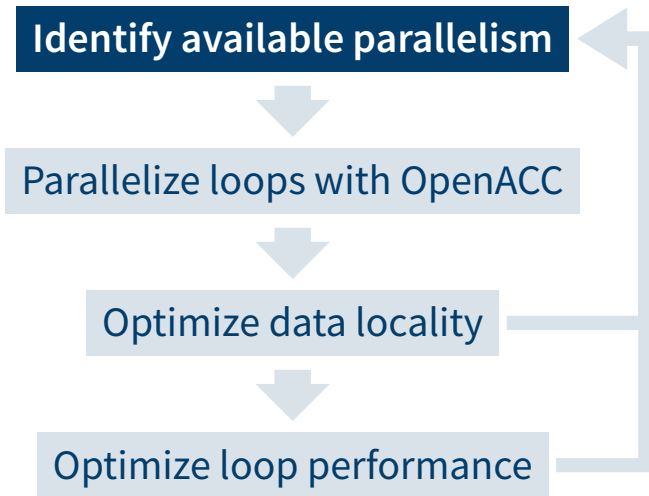 Identify available parallelism
Parallelize loops with OpenACC
Optimize data locality
Optimize loop performance